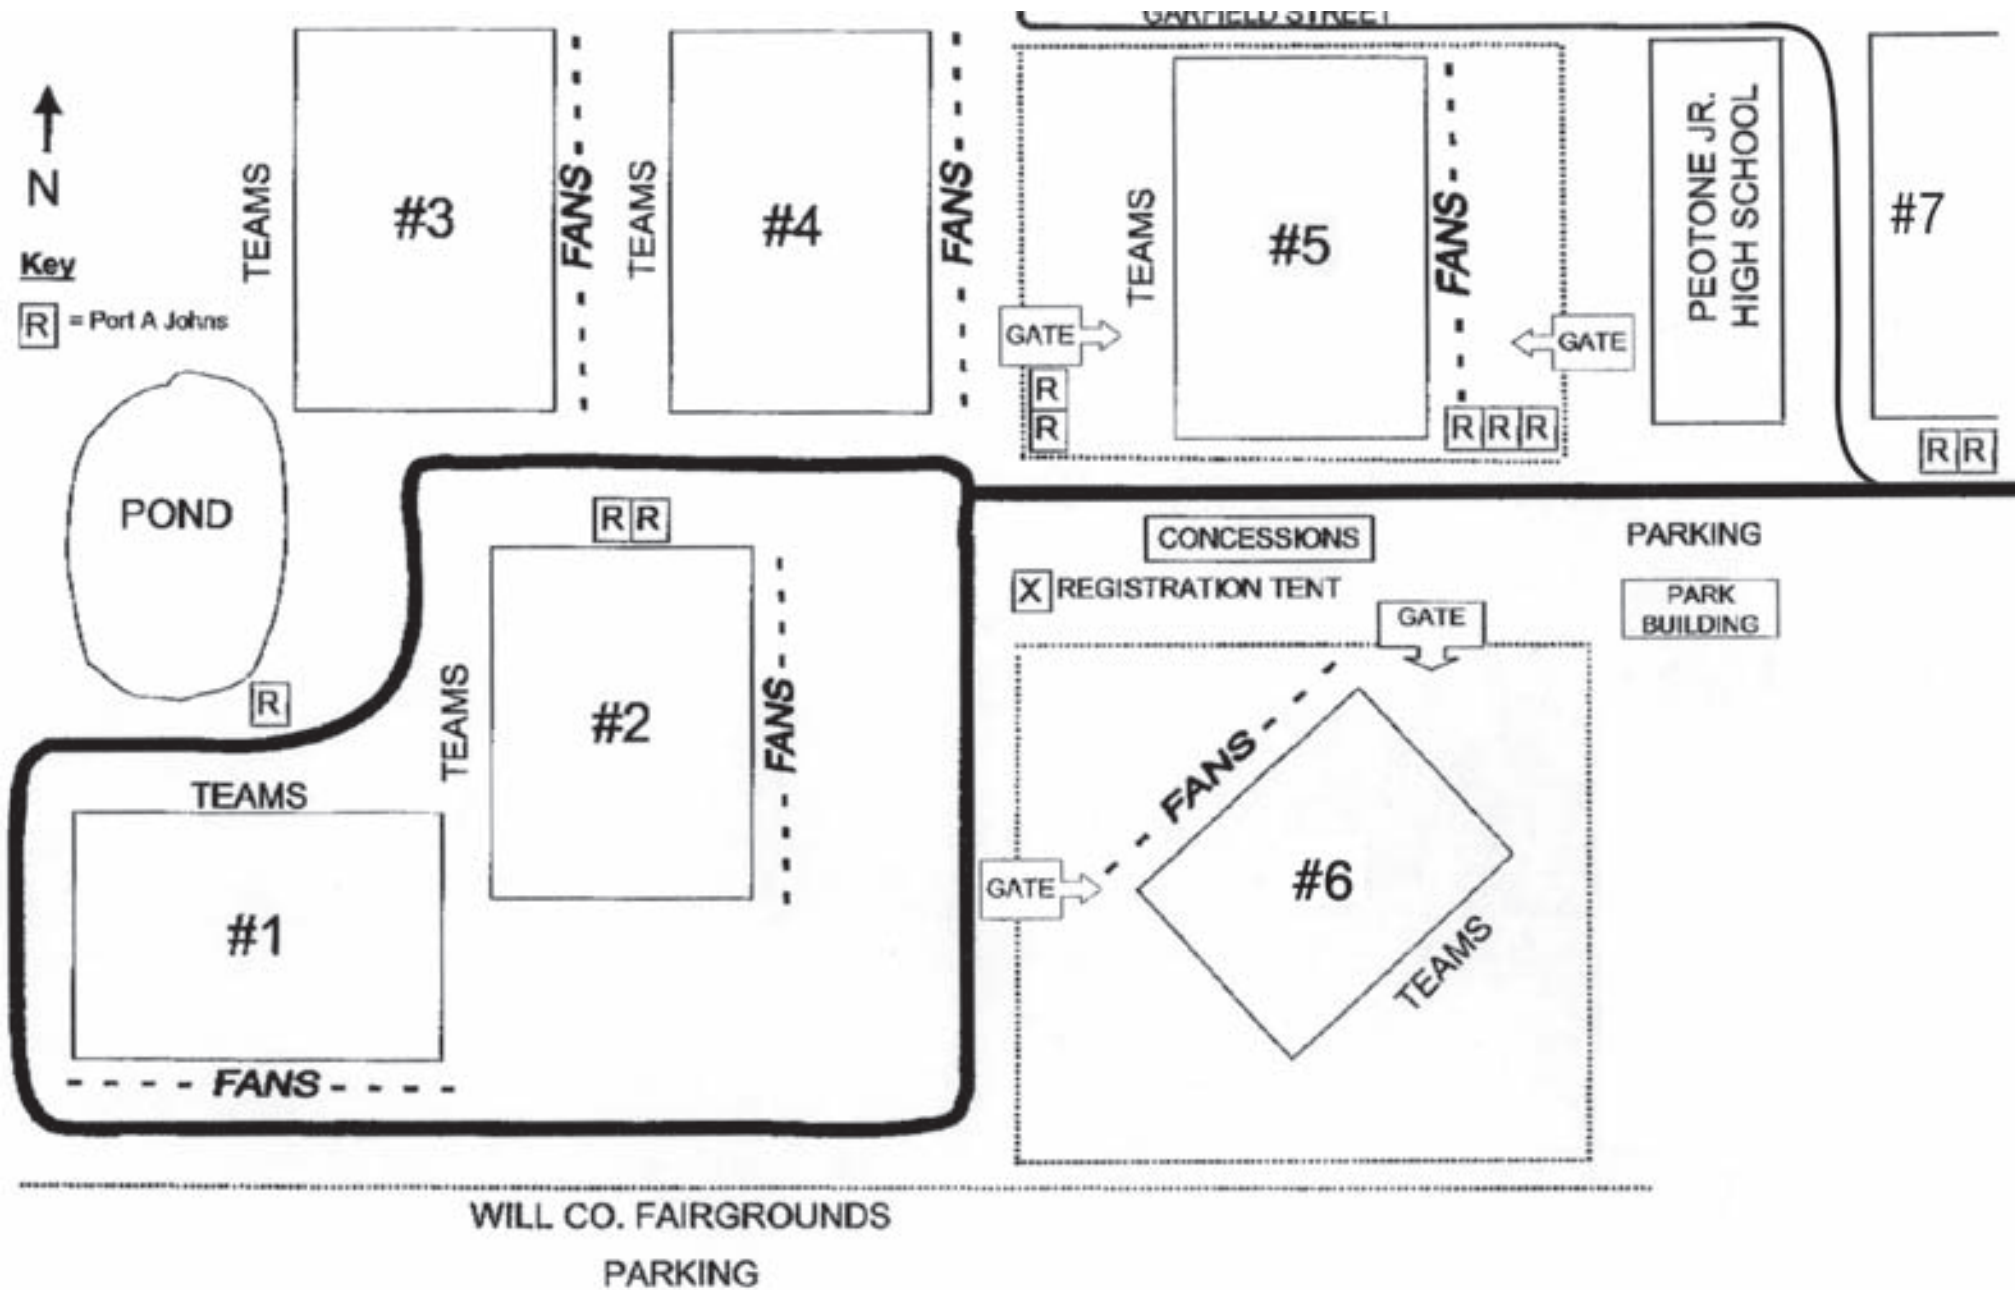 GARFIELD STREET
N
Key
R = Port A Johns
TEAMS
#3
FANS
TEAMS
#4
FANS
GATE
R
R
TEAMS
#5
FANS
GATE
R R R
PEOTONE JR.
HIGH SCHOOL
#7
R R
POND
R
R R
TEAMS
#2
FANS
TEAMS
#1
FANS
CONCESSIONS
X REGISTRATION TENT
PARKING
PARK
BUILDING
GATE
FANS
GATE
#6
TEAMS
WILL CO. FAIRGROUNDS
PARKING